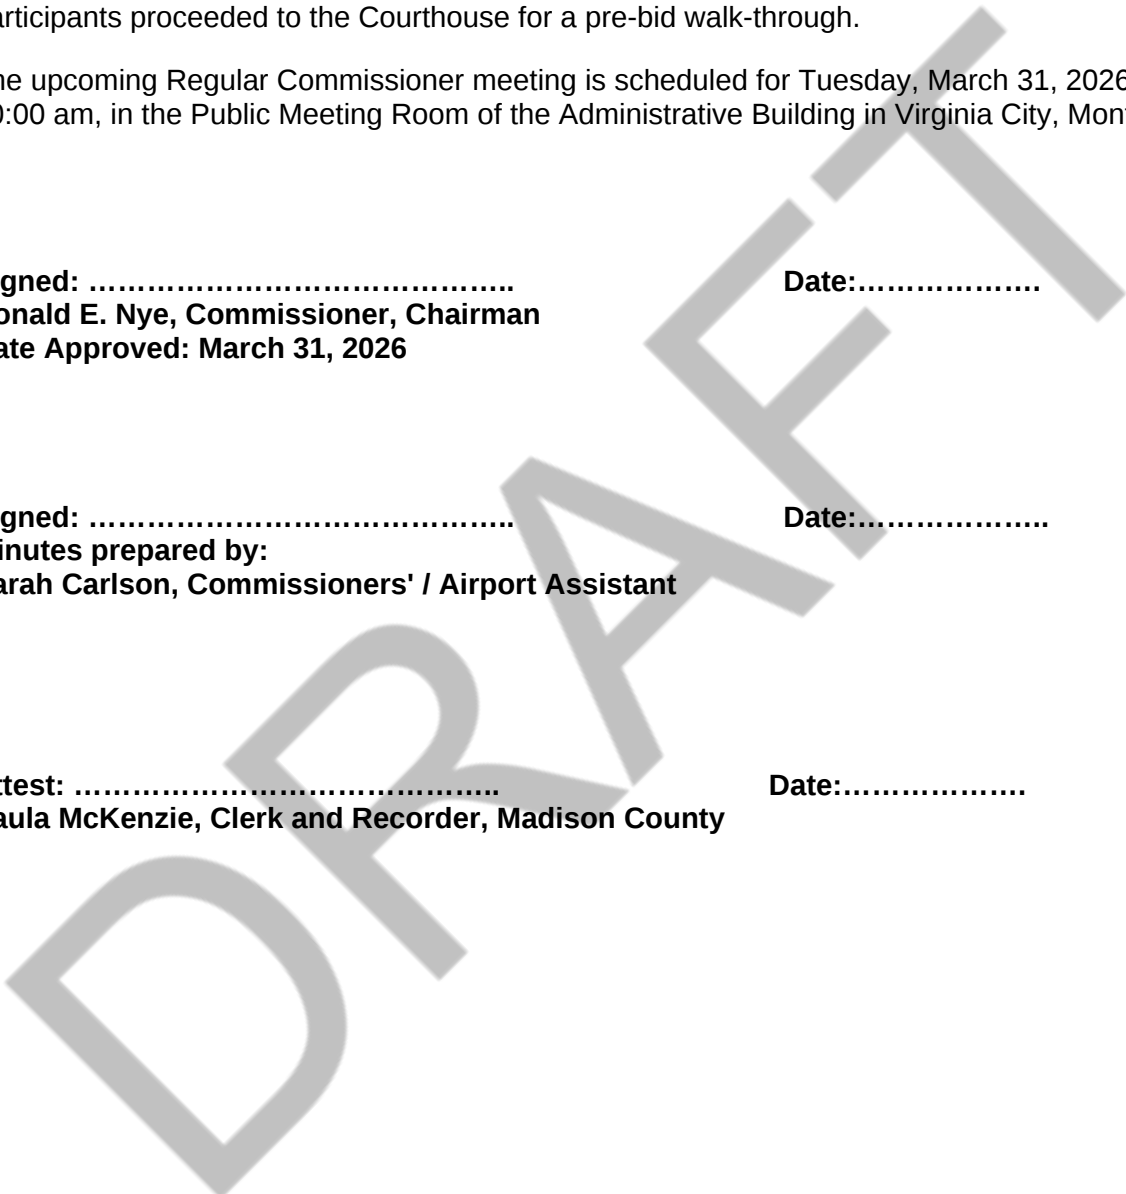 articipants proceeded to the Courthouse for a pre-bid walk-through.
he upcoming Regular Commissioner meeting is scheduled for Tuesday, March 31, 2026
0:00 am, in the Public Meeting Room of the Administrative Building in Virginia City, Mont
gned: …………………………………….. Date:……………….
onald E. Nye, Commissioner, Chairman
ate Approved: March 31, 2026
gned: …………………………………….. Date:………………..
inutes prepared by:
arah Carlson, Commissioners' / Airport Assistant
ttest: …………………………………….. Date:……………….
aula McKenzie, Clerk and Recorder, Madison County
DRAFT